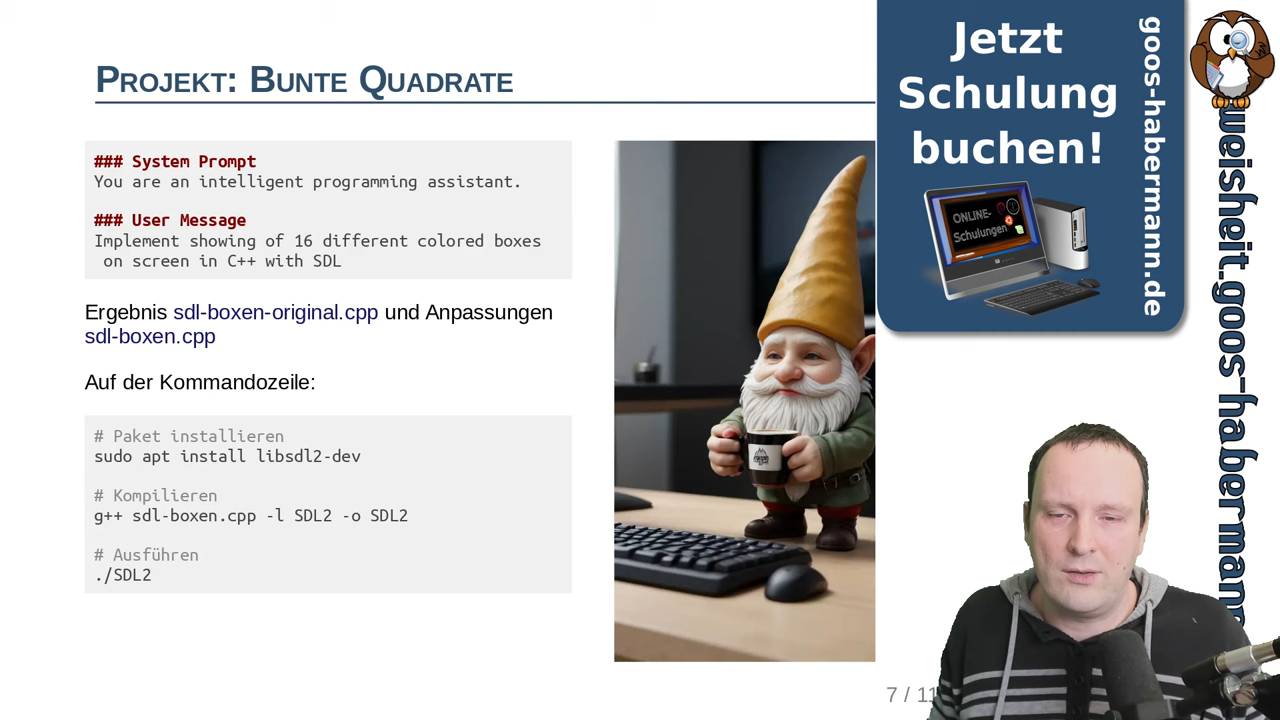 PROJEKT: BUNTE QUADRATE
### System Prompt
You are an intelligent programming assistant.
### User Message
Implement showing of 16 different colored boxes
on screen in C++ with SDL
Ergebnis sdl-boxen-original.cpp und Anpassungen
sdl-boxen.cpp
Auf der Kommandozeile:
# Paket installieren
sudo apt install libsdl2-dev
# Kompilieren
g++ sdl-boxen.cpp -l SDL2 -o SDL2
# Ausführen
./SDL2
Jetzt
Schulung
buchen!
goos-habermann.de
ONLINE-
Schulungen
weisheit.goos-habermann
7 / 11